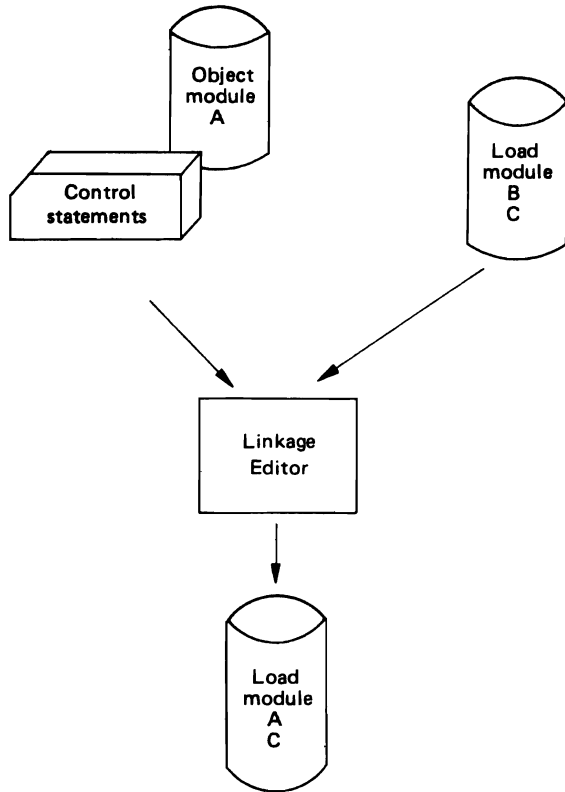 Object
module
A
Control
statements
Load
module
B
C
Linkage
Editor
Load
module
A
C